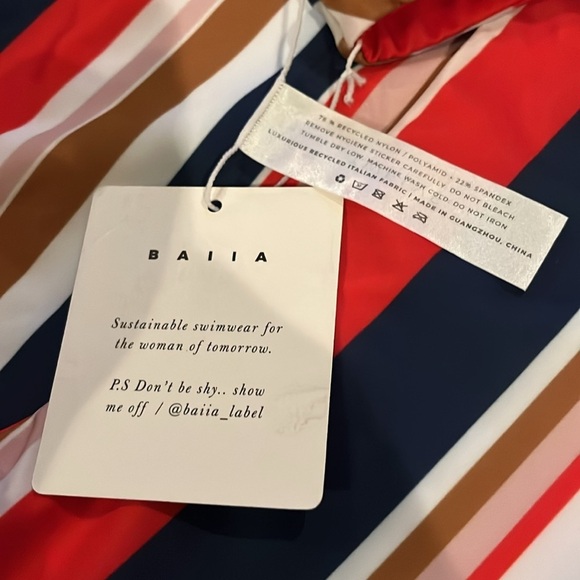 BAIIA
Sustainable swimwear for
the woman of tomorrow.
P.S Don't be shy.. show
me off / @baiia_label
78 % RECYCLED NYLON / POLYAMID + 22% SPANDEX
REMOVE HYGIENE STICKER CAREFULLY. DO NOT BLEACH
TUMBLE DRY LOW. MACHINE WASH COLD. DO NOT IRON
LUXURIOUS RECYCLED ITALIAN FABRIC | MADE IN GUANGZHOU, CHINA